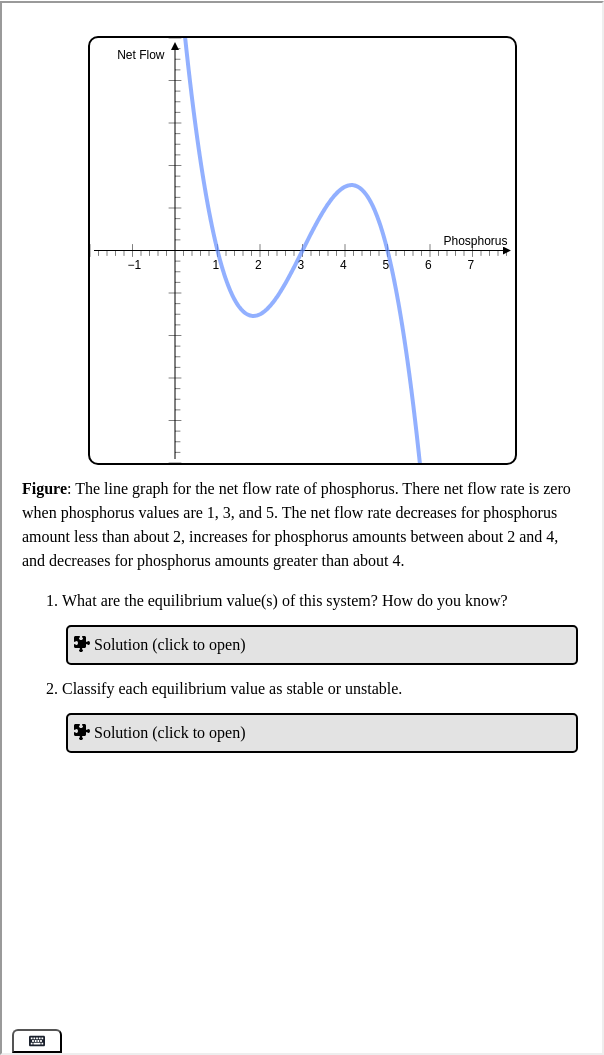 Net Flow
Phosphorus
−1 1 2 3 4 5 6 7
Figure: The line graph for the net flow rate of phosphorus. There net flow rate is zero
when phosphorus values are 1, 3, and 5. The net flow rate decreases for phosphorus
amount less than about 2, increases for phosphorus amounts between about 2 and 4,
and decreases for phosphorus amounts greater than about 4.
1. What are the equilibrium value(s) of this system? How do you know?
Solution (click to open)
2. Classify each equilibrium value as stable or unstable.
Solution (click to open)